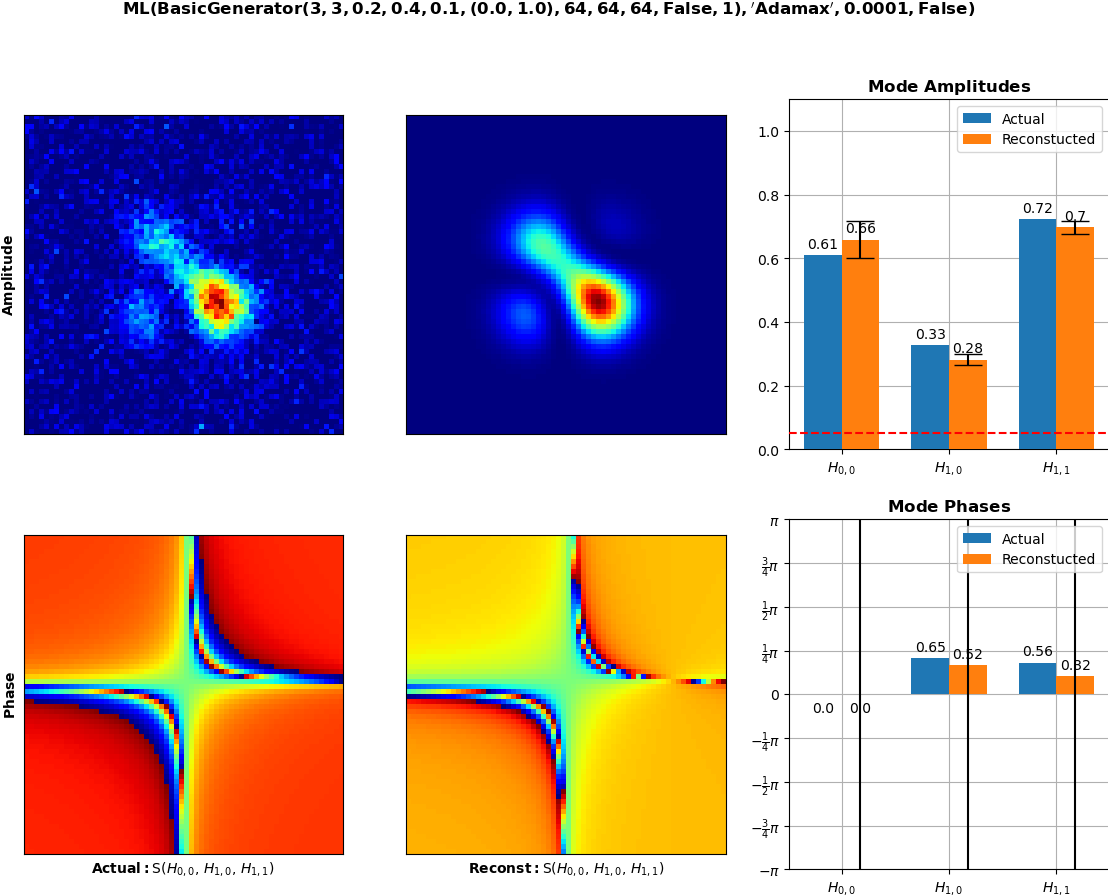 ML(BasicGenerator(3, 3, 0.2, 0.4, 0.1, (0.0, 1.0), 64, 64, 64, False, 1), ′Adamax′, 0.0001, False)
Amplitude
Mode Amplitudes
Actual
Reconstucted
1.0
0.8
0.6
0.4
0.2
0.0
0.61
0.66
0.33
0.28
0.72
0.7
H0,0
H1,0
H1,1
Phase
Actual: S(H0,0, H1,0, H1,1)
Reconst: S(H0,0, H1,0, H1,1)
Mode Phases
Actual
Reconstucted
π
3/4π
1/2π
1/4π
0
−1/4π
−1/2π
−3/4π
−π
0.0
0.0
0.65
0.52
0.56
0.32
H0,0
H1,0
H1,1